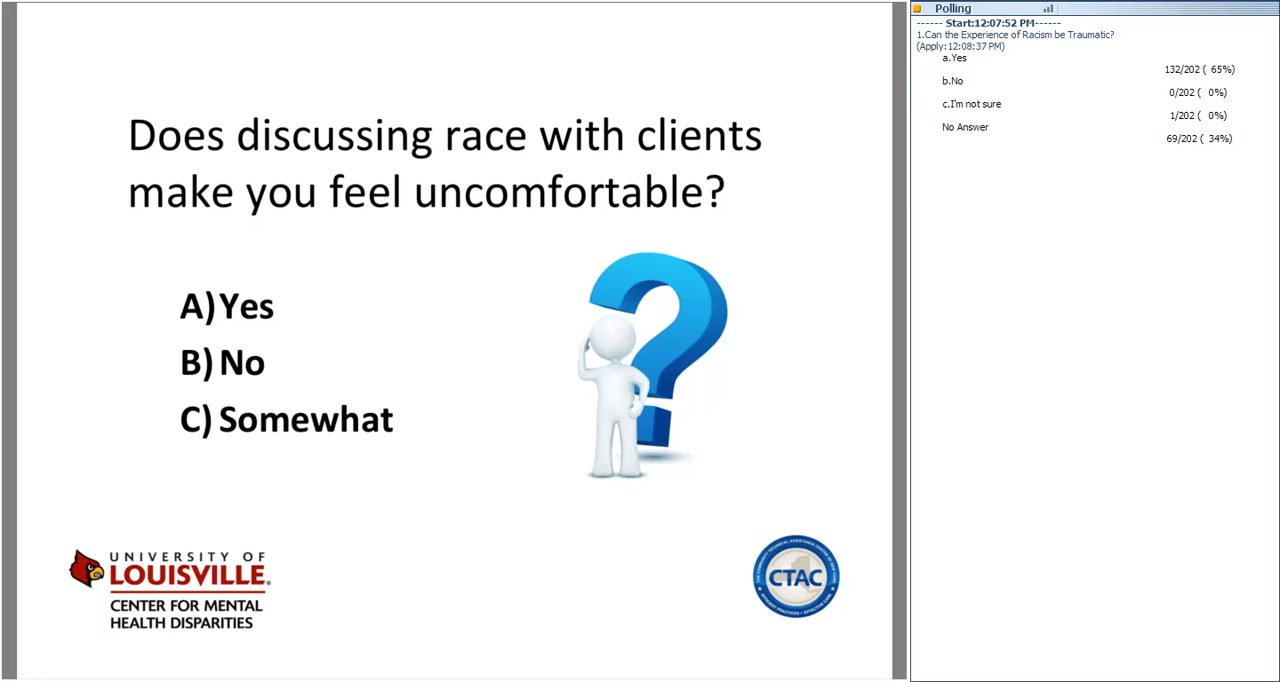 Does discussing race with clients
make you feel uncomfortable?
A) Yes
B) No
C) Somewhat
UNIVERSITY OF
LOUISVILLE.
CENTER FOR MENTAL
HEALTH DISPARITIES
CTAC
Polling
------ Start:12:07:52 PM------
1.Can the Experience of Racism be Traumatic?
(Apply:12:08:37 PM)
a.Yes
132/202 ( 65%)
b.No
0/202 ( 0%)
c.I'm not sure
1/202 ( 0%)
No Answer
69/202 ( 34%)